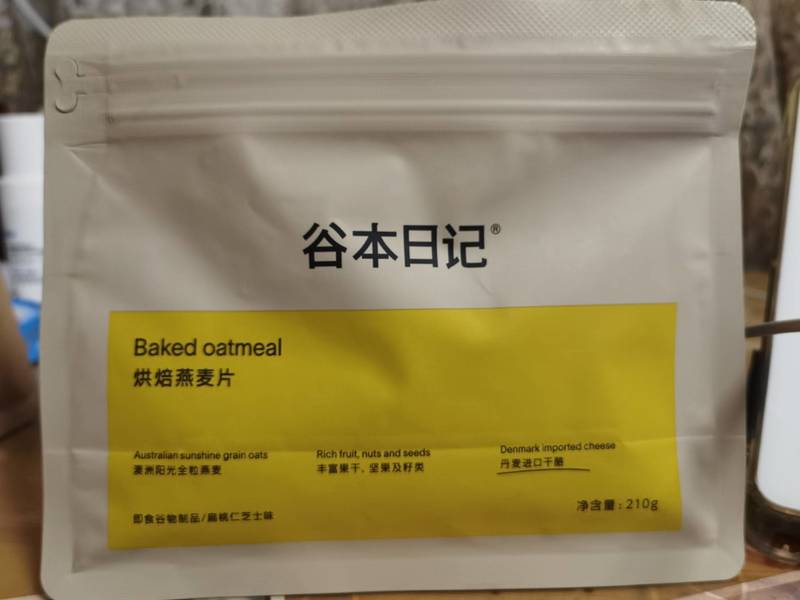 谷本日记®
Baked oatmeal
烘焙燕麦片
Australian sunshine grain oats
澳洲阳光全粒燕麦
Rich fruit, nuts and seeds
丰富果干、坚果及籽类
Denmark imported cheese
丹麦进口干酪
即食谷物制品/扁桃仁芝士味
净含量：210g